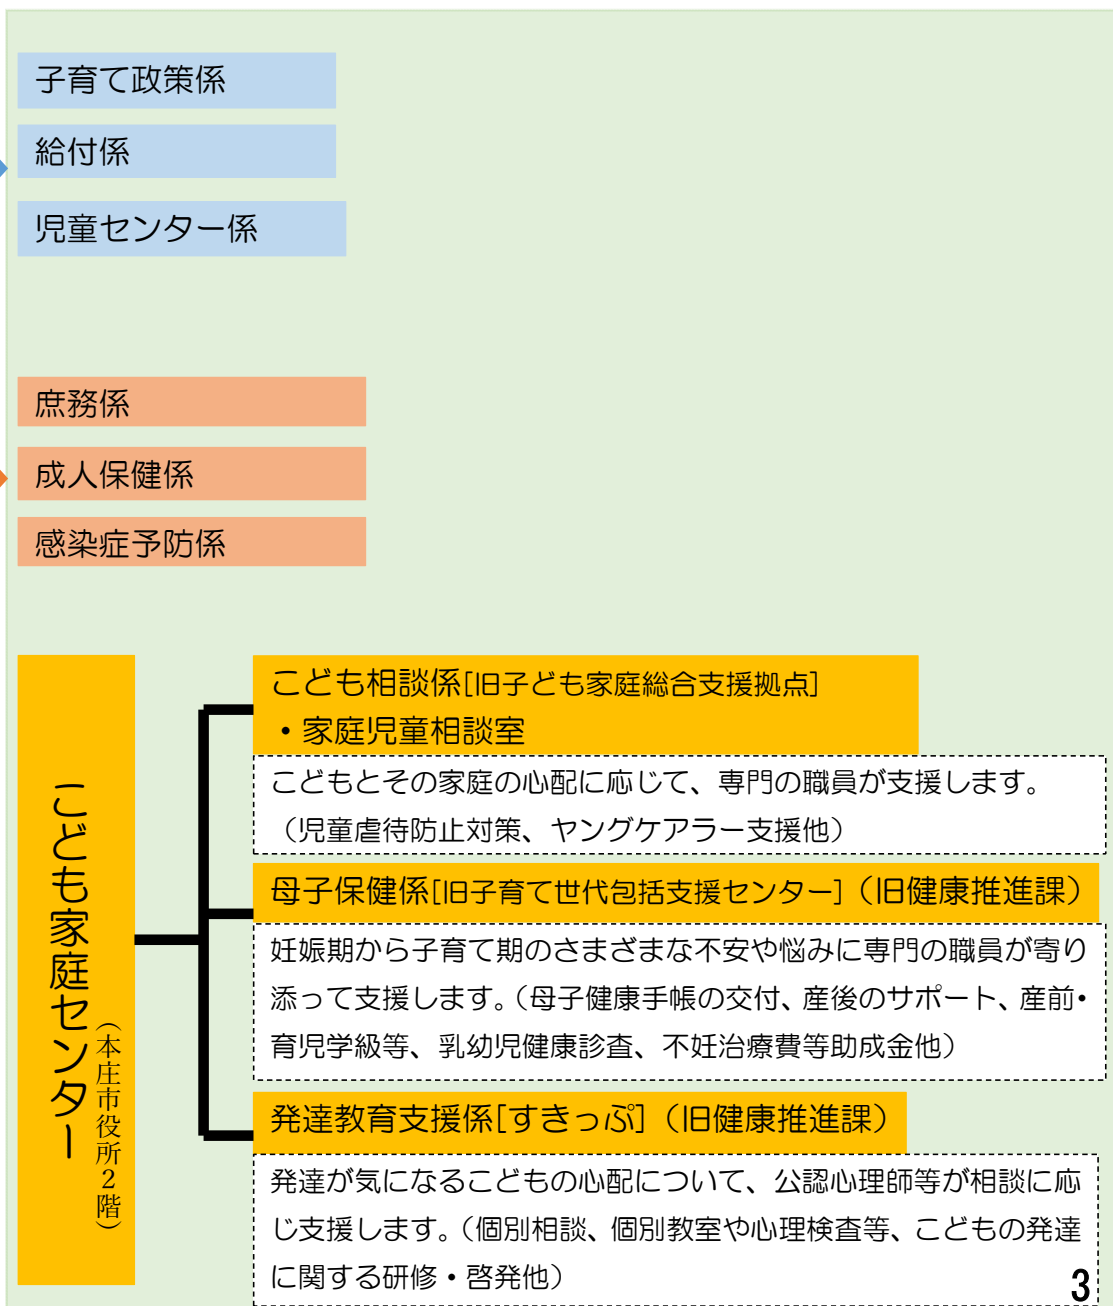 子育て政策係
給付係
児童センター係
庶務係
成人保健係
感染症予防係
こども家庭センター
（本庄市役所２階）
こども相談係[旧子ども家庭総合支援拠点]
・家庭児童相談室
こどもとその家庭の心配に応じて、専門の職員が支援します。
（児童虐待防止対策、ヤングケアラー支援他）
母子保健係[旧子育て世代包括支援センター]（旧健康推進課）
妊娠期から子育て期のさまざまな不安や悩みに専門の職員が寄り
添って支援します。（母子健康手帳の交付、産後のサポート、産前・
育児学級等、乳幼児健康診査、不妊治療費等助成金他）
発達教育支援係[すきっぷ]（旧健康推進課）
発達が気になるこどもの心配について、公認心理師等が相談に応
じ支援します。（個別相談、個別教室や心理検査等、こどもの発達
に関する研修・啓発他）
3